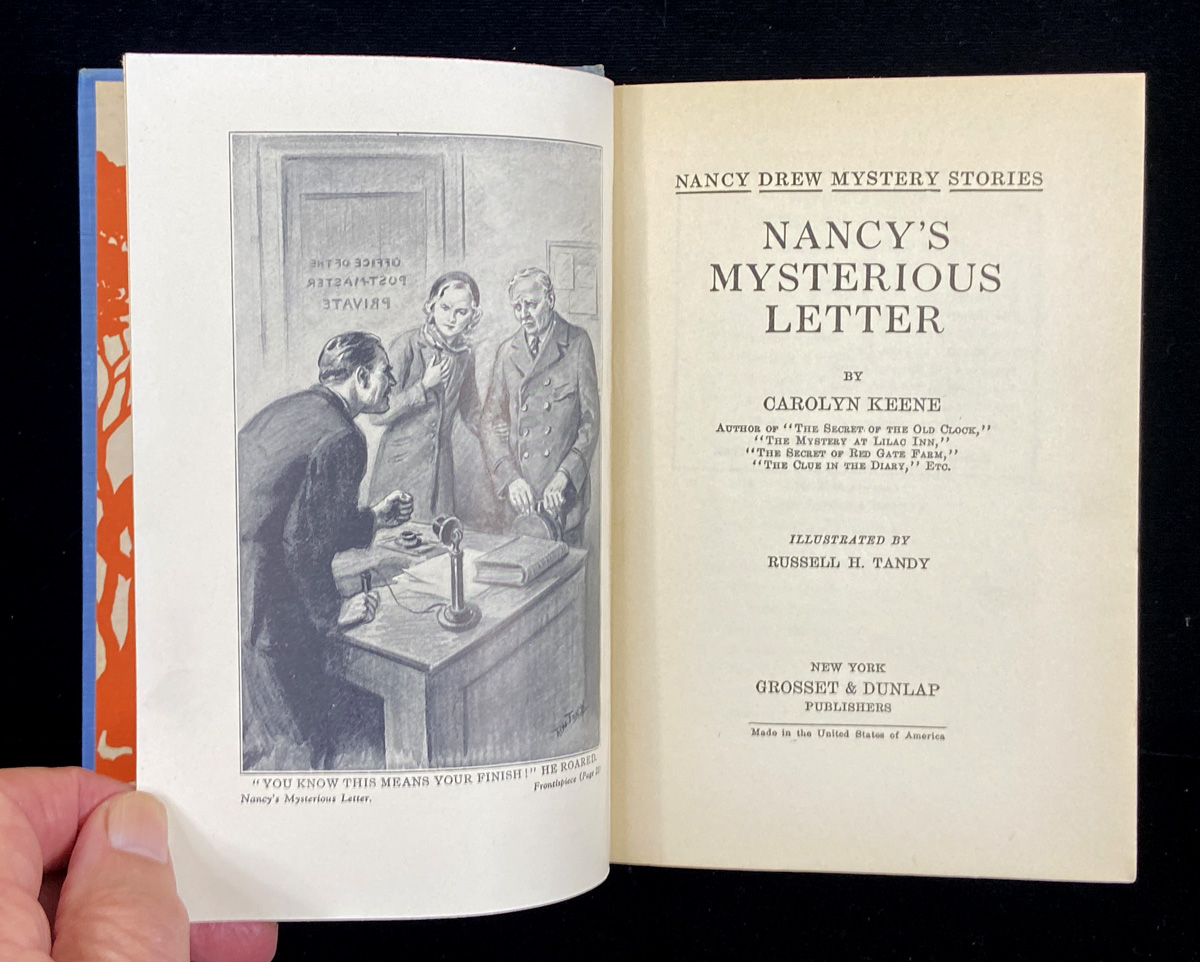 OFFICE OF THE
POST-MASTER
PRIVATE
"YOU KNOW THIS MEANS YOUR FINISH!" HE ROARED.
Nancy's Mysterious Letter.
Frontispiece (Page
NANCY DREW MYSTERY STORIES
NANCY'S
MYSTERIOUS
LETTER
BY
CAROLYN KEENE
AUTHOR OF "THE SECRET OF THE OLD CLOCK,"
"THE MYSTERY AT LILAC INN,"
"THE SECRET OF RED GATE FARM,"
"THE CLUE IN THE DIARY," ETC.
ILLUSTRATED BY
RUSSELL H. TANDY
NEW YORK
GROSSET & DUNLAP
PUBLISHERS
Made in the United States of America